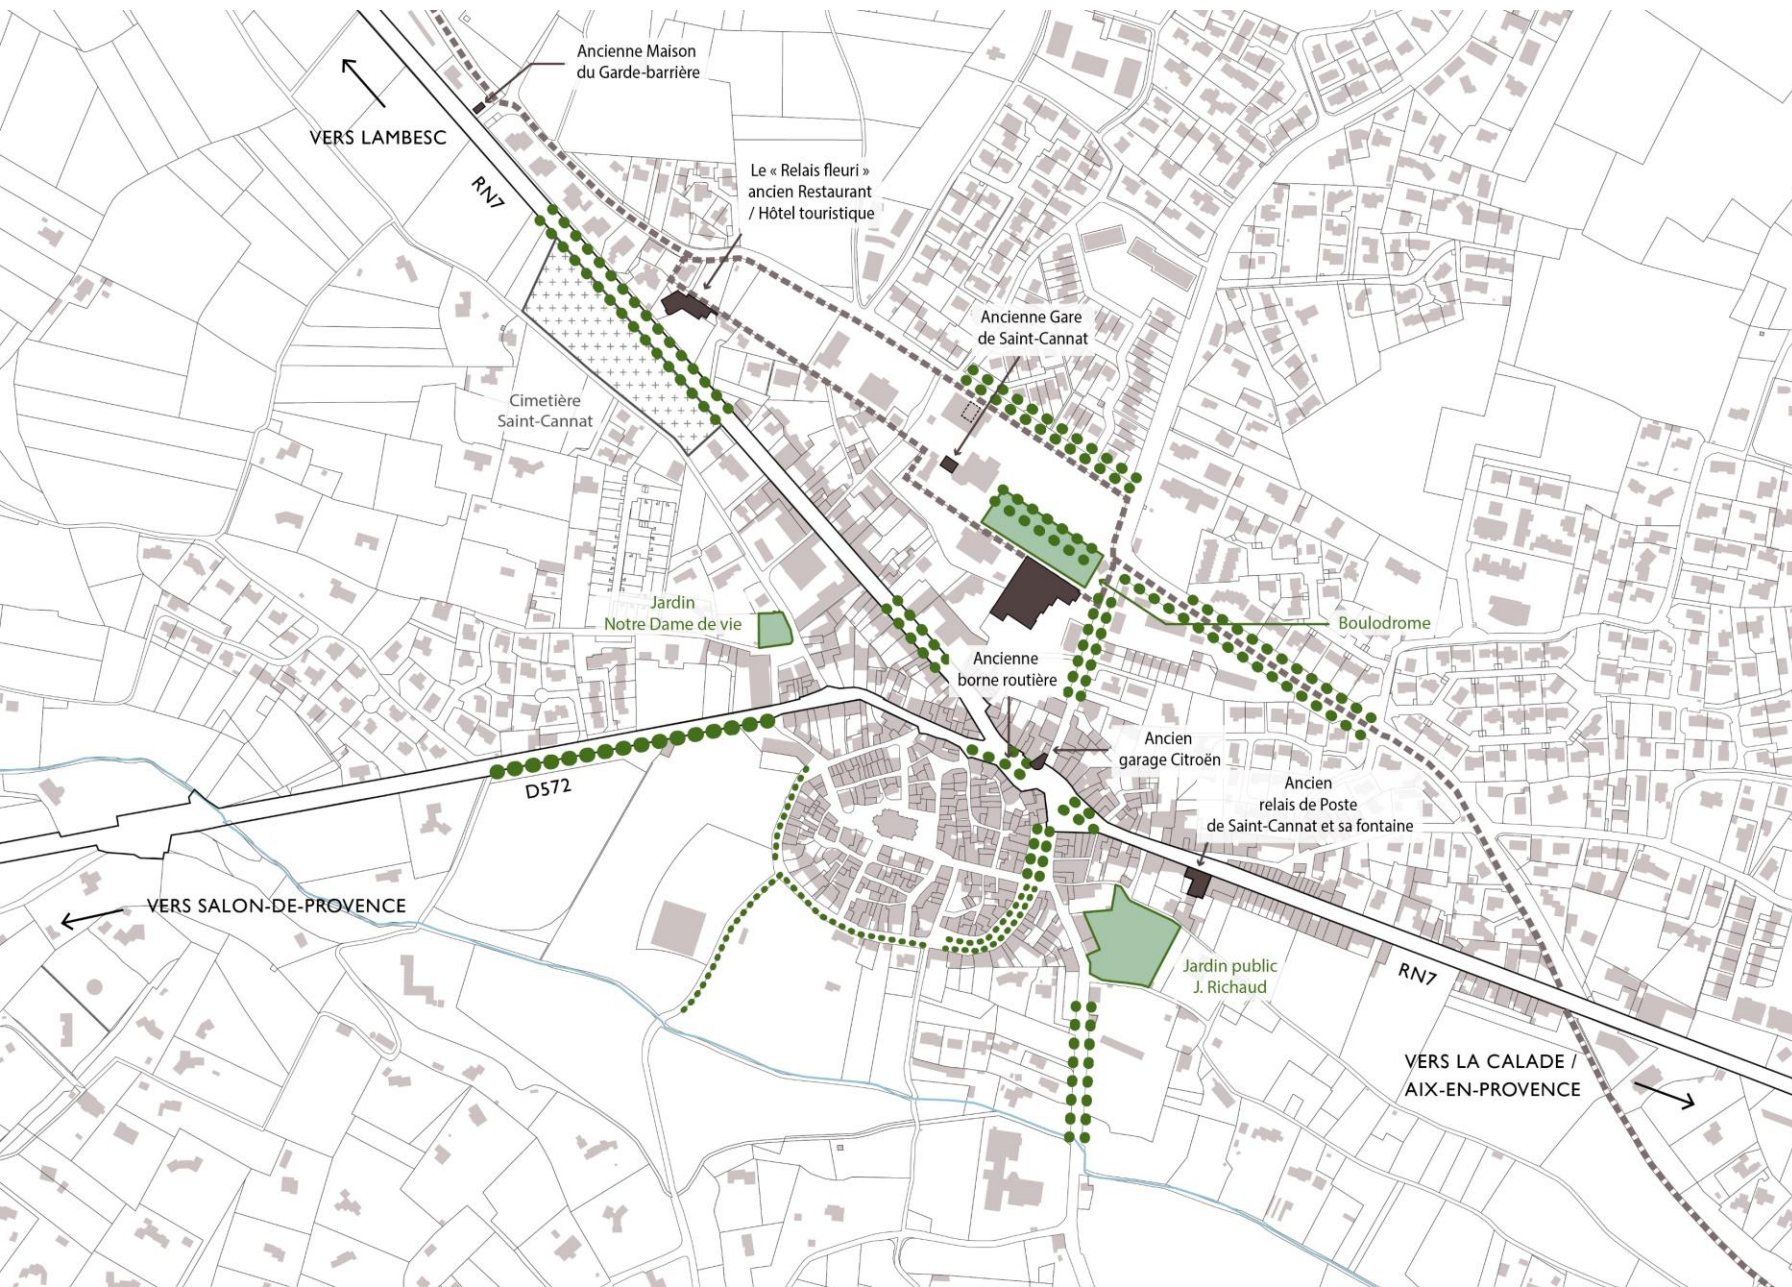 Ancienne Maison
du Garde-barrière
VERS LAMBESC
RN7
Le « Relais fleuri »
ancien Restaurant
/ Hôtel touristique
Ancienne Gare
de Saint-Cannat
Cimetière
Saint-Cannat
Jardin
Notre Dame de vie
Boulodrome
Ancienne
borne routière
Ancien
garage Citroën
Ancien
relais de Poste
de Saint-Cannat et sa fontaine
D572
VERS SALON-DE-PROVENCE
Jardin public
J. Richaud
RN7
VERS LA CALADE /
AIX-EN-PROVENCE